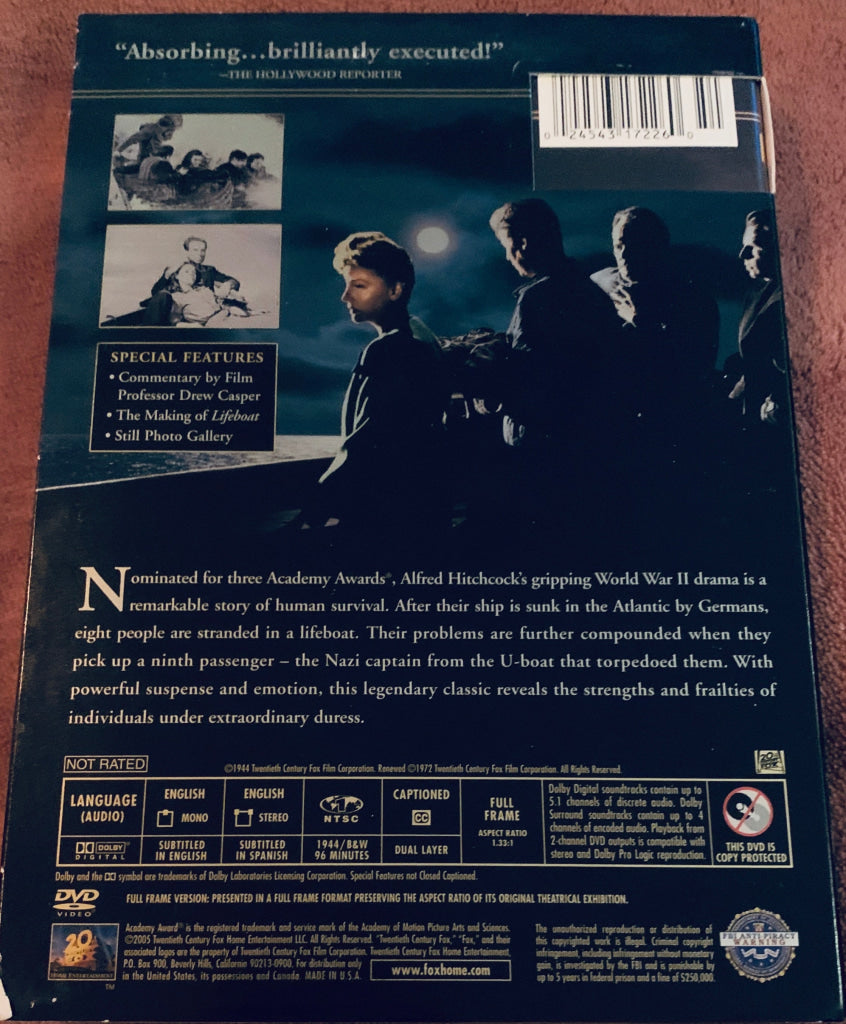 “Absorbing...brilliantly executed!”
–THE HOLLYWOOD REPORTER
0 24543 17226 0
SPECIAL FEATURES
• Commentary by Film
Professor Drew Casper
• The Making of Lifeboat
• Still Photo Gallery
Nominated for three Academy Awards®, Alfred Hitchcock's gripping World War II drama is a
remarkable story of human survival. After their ship is sunk in the Atlantic by Germans,
eight people are stranded in a lifeboat. Their problems are further compounded when they
pick up a ninth passenger – the Nazi captain from the U-boat that torpedoed them. With
powerful suspense and emotion, this legendary classic reveals the strengths and frailties of
individuals under extraordinary duress.
NOT RATED
©1944 Twentieth Century Fox Film Corporation. Renewed ©1972 Twentieth Century Fox Film Corporation. All Rights Reserved.
LANGUAGE
(AUDIO)
DOLBY
DIGITAL
ENGLISH
MONO
SUBTITLED
IN ENGLISH
ENGLISH
STEREO
SUBTITLED
IN SPANISH
NTSC
1944/B&W
96 MINUTES
CAPTIONED
CC
DUAL LAYER
FULL
FRAME
ASPECT RATIO
1.33:1
Dolby Digital soundtracks contain up to
5.1 channels of discrete audio. Dolby
Surround soundtracks contain up to 4
channels of encoded audio. Playback from
2-channel DVD outputs is compatible with
stereo and Dolby Pro Logic reproduction.
THIS DVD IS
COPY PROTECTED
Dolby and the DD symbol are trademarks of Dolby Laboratories Licensing Corporation. Special Features not Closed Captioned.
DVD
VIDEO
FULL FRAME VERSION: PRESENTED IN A FULL FRAME FORMAT PRESERVING THE ASPECT RATIO OF ITS ORIGINAL THEATRICAL EXHIBITION.
20
HOME ENTERTAINMENT
TM
Academy Award® is the registered trademark and service mark of the Academy of Motion Picture Arts and Sciences.
©2005 Twentieth Century Fox Home Entertainment LLC. All Rights Reserved. "Twentieth Century Fox," "Fox," and their
associated logos are the property of Twentieth Century Fox Film Corporation. Twentieth Century Fox Home Entertainment,
P.O. Box 900, Beverly Hills, California 90213-0900. For distribution only
in the United States, its possessions and Canada. MADE IN U.S.A.
www.foxhome.com
The unauthorized reproduction or distribution of
this copyrighted work is illegal. Criminal copyright
infringement, including infringement without monetary
gain, is investigated by the FBI and is punishable by
up to 5 years in federal prison and a fine of $250,000.
FBI ANTI-PIRACY
WARNING